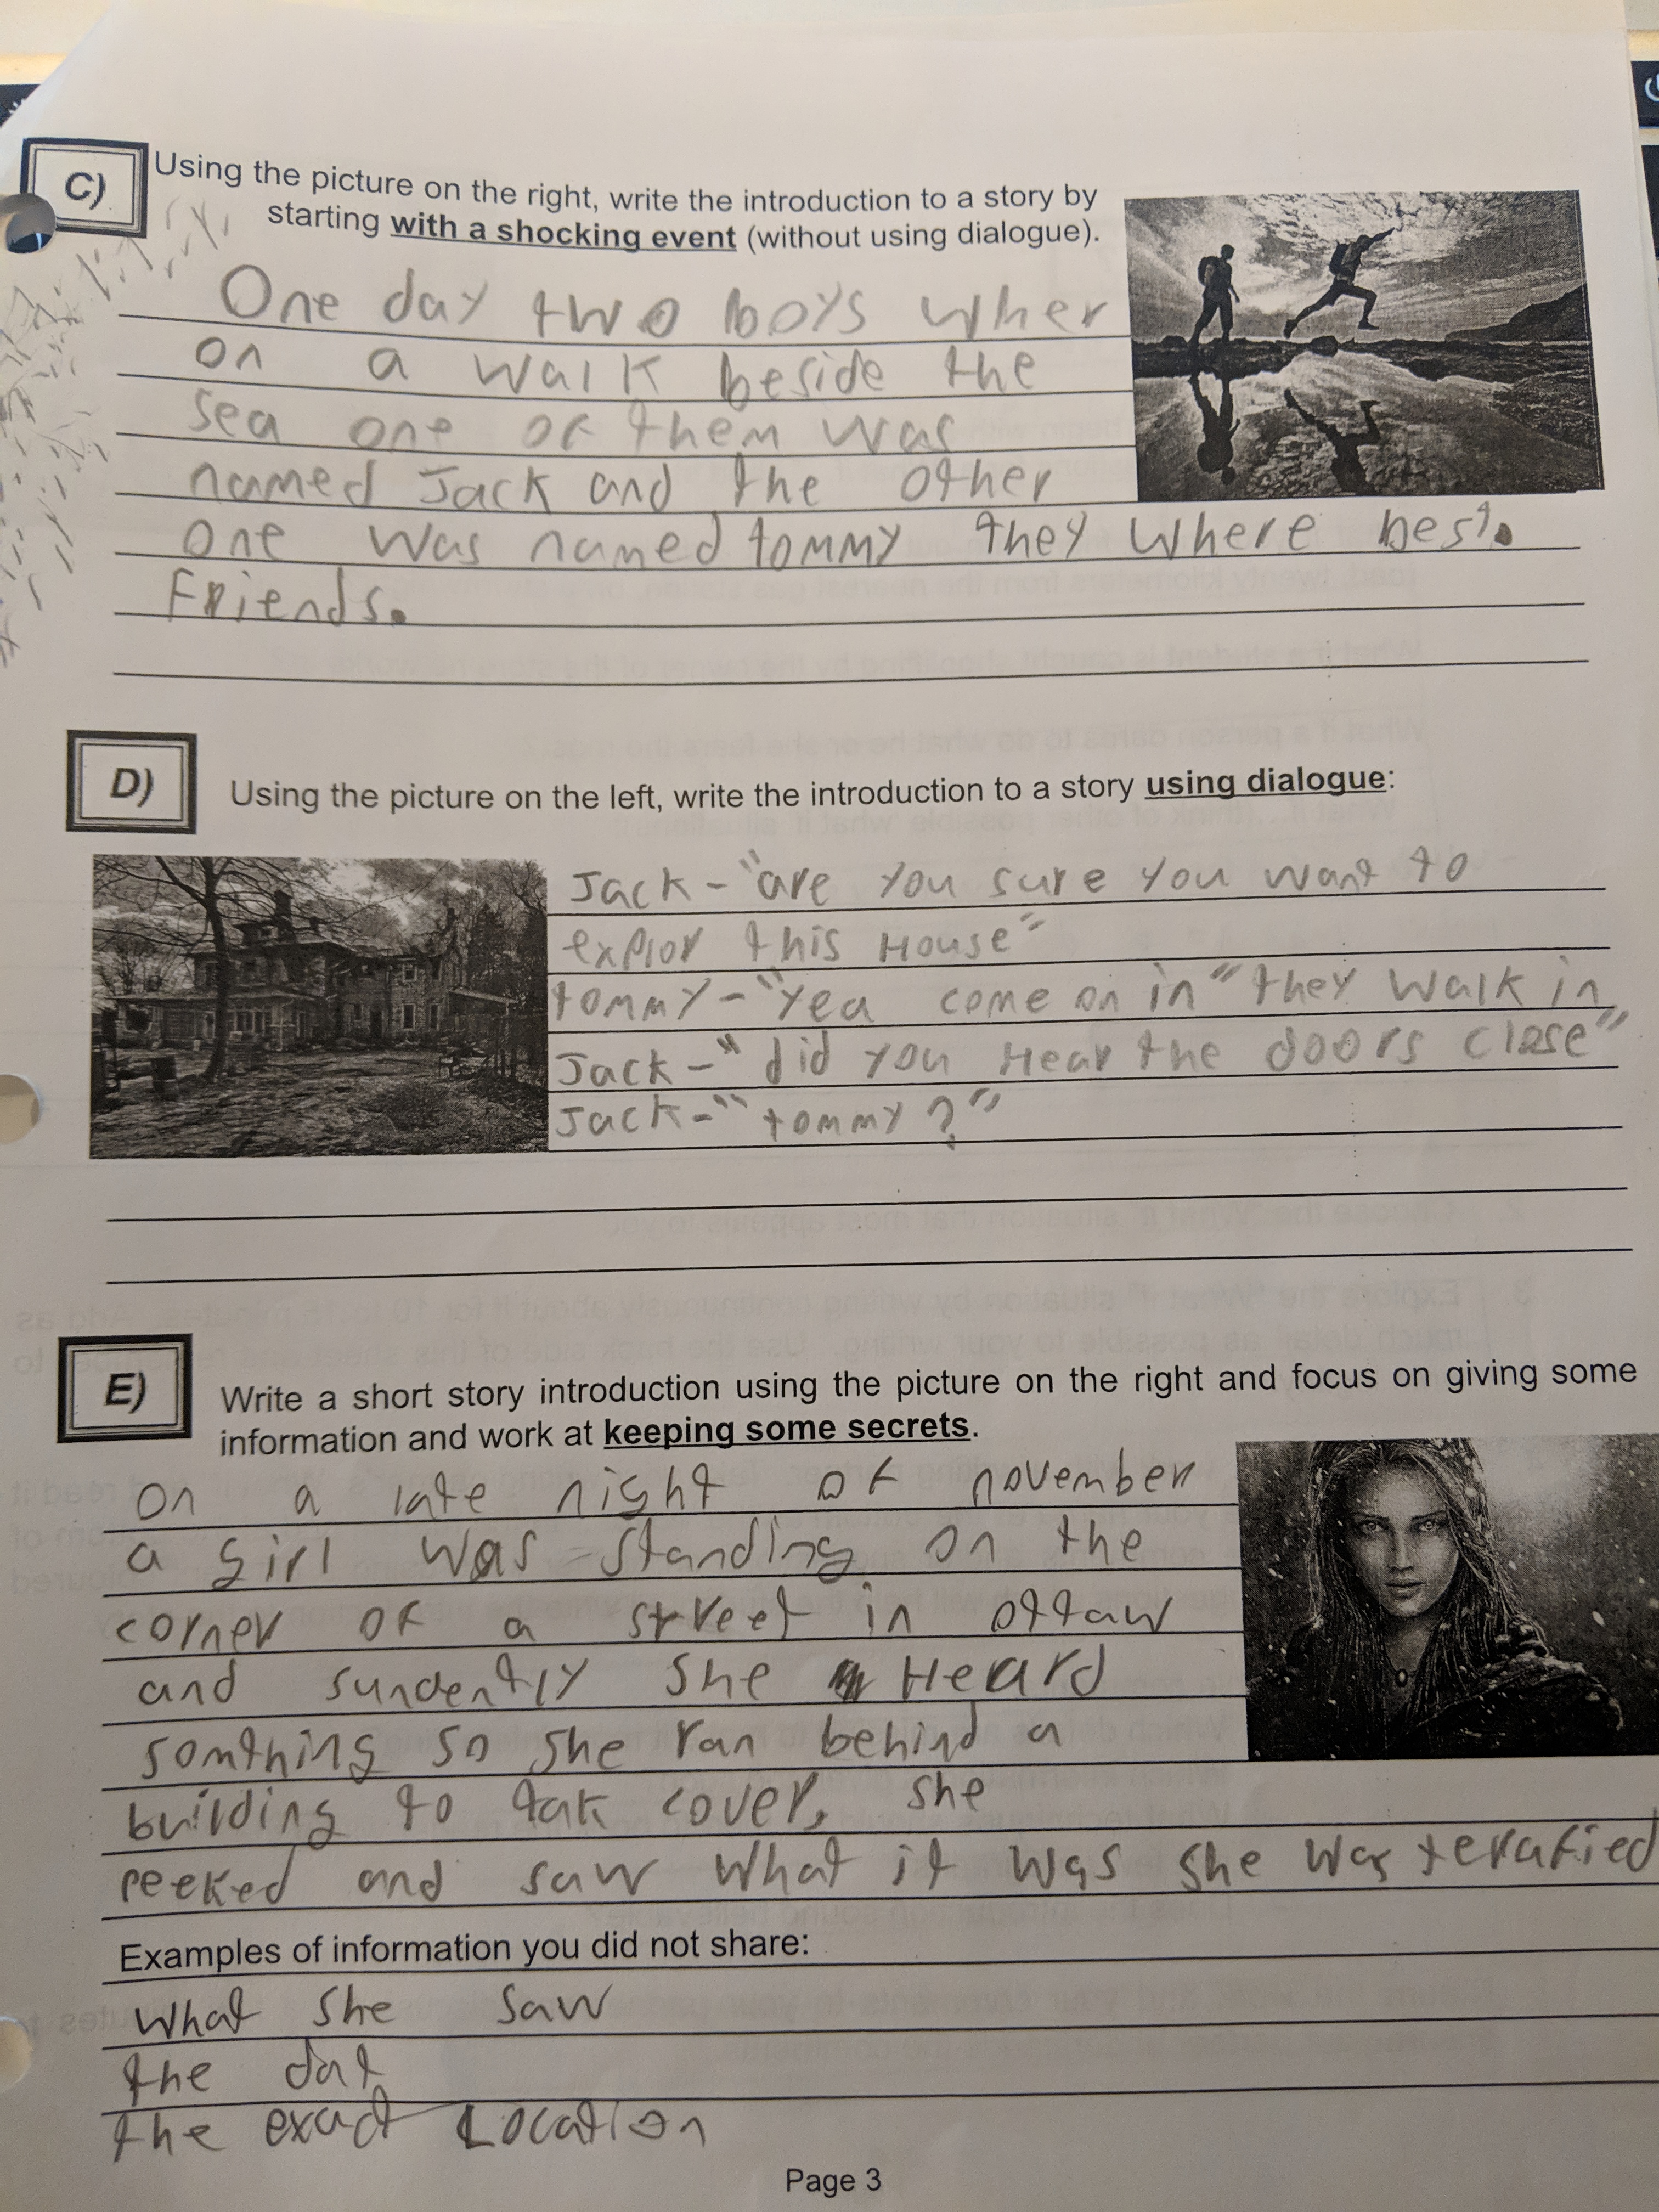 C)
Using the picture on the right, write the introduction to a story by
starting with a shocking event (without using dialogue).
One day two boys wher
on a walk beside the
sea one of them was
named Jack and the other
one was named tommy they where best.
Friends.
D)
Using the picture on the left, write the introduction to a story using dialogue:
Jack - "are you sure you want to
explor this House"
tommy - "yea come on in" they walk in
Jack - " did you Hear the doors close"
Jack - " tommy ? "
E)
Write a short story introduction using the picture on the right and focus on giving some
information and work at keeping some secrets.
on a late night of november
a girl was standing on the
corner of a street in ottaw
and sundently she Heard
somthing so she ran behind a
building to tak cover, she
peeked and saw what it was she was terafied
Examples of information you did not share:
what she saw
the dat
the exact Location
Page 3